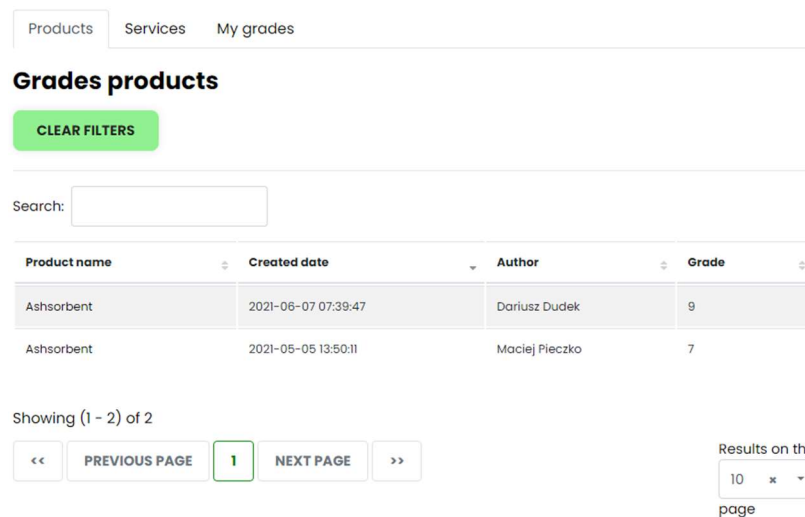 Products Services My grades
Grades products
CLEAR FILTERS
Search:
Product name Created date Author Grade
Ashsorbent 2021-06-07 07:39:47 Dariusz Dudek 9
Ashsorbent 2021-05-05 13:50:11 Maciej Pieczko 7
Showing (1 - 2) of 2
<< PREVIOUS PAGE 1 NEXT PAGE >>
Results on th
10 ×
page